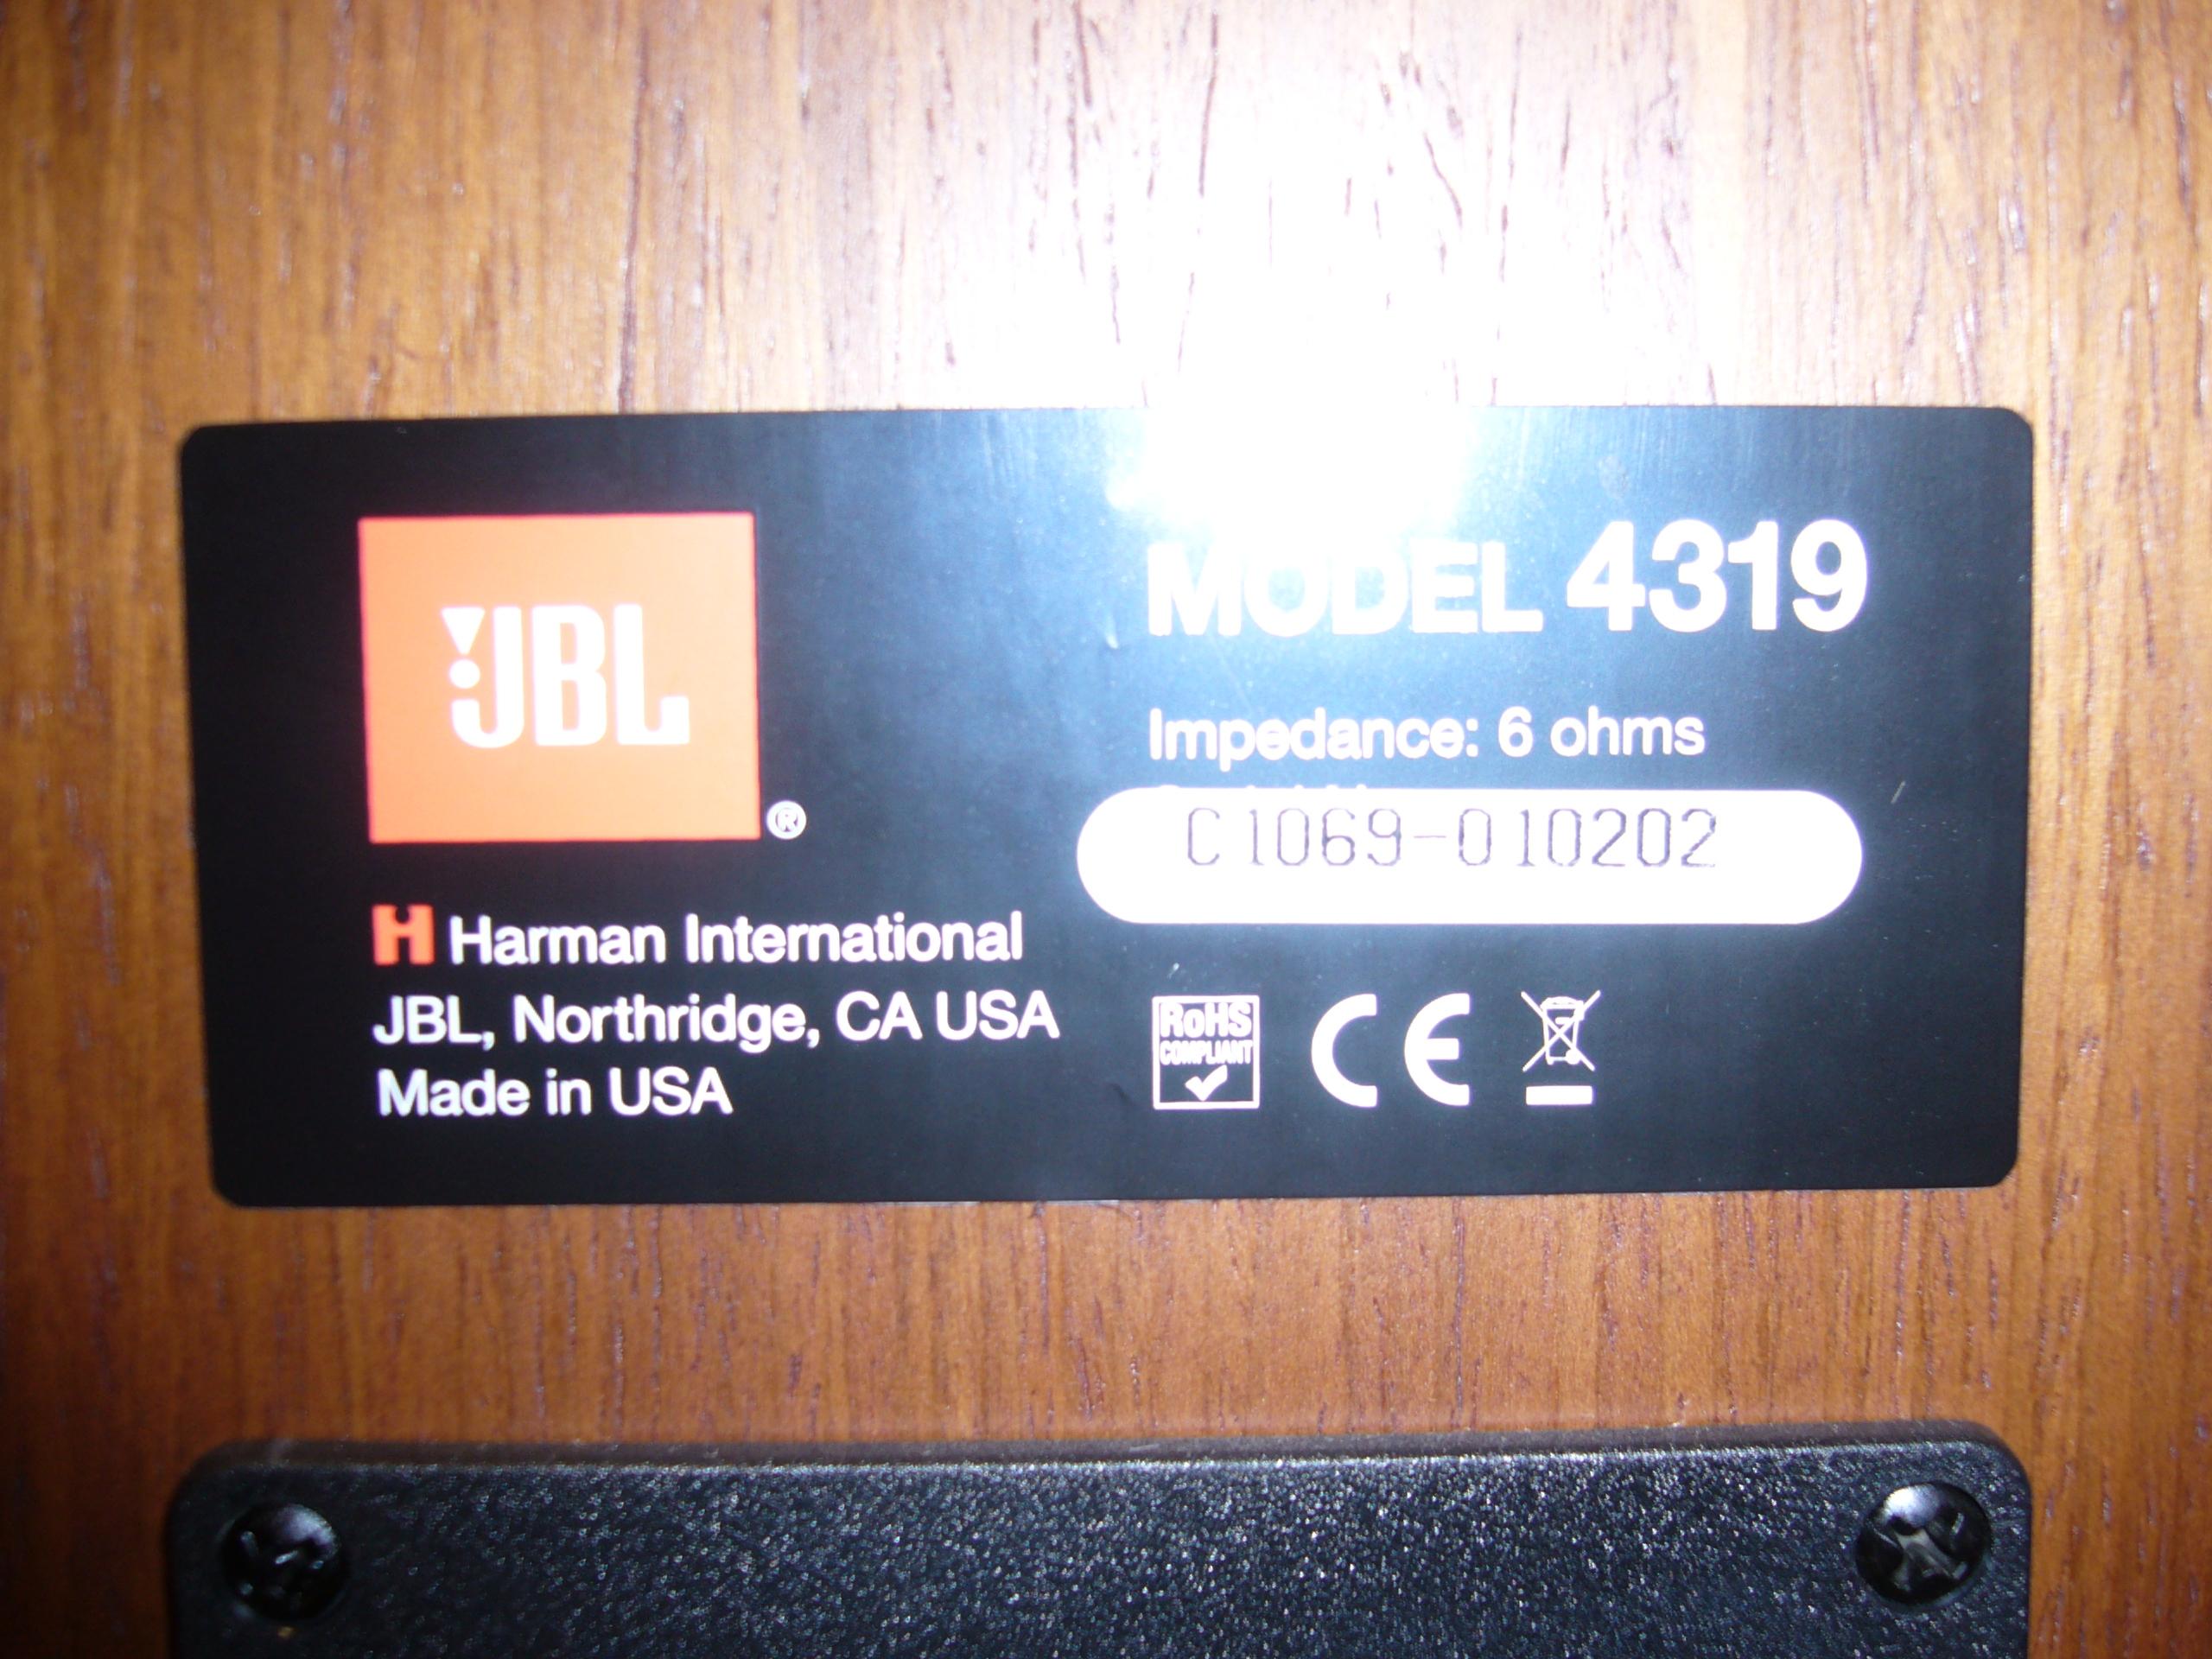 JBL
®
Harman International
JBL, Northridge, CA USA
Made in USA
MODEL 4319
Impedance: 6 ohms
C1069-010202
RoHS
COMPLIANT
CE